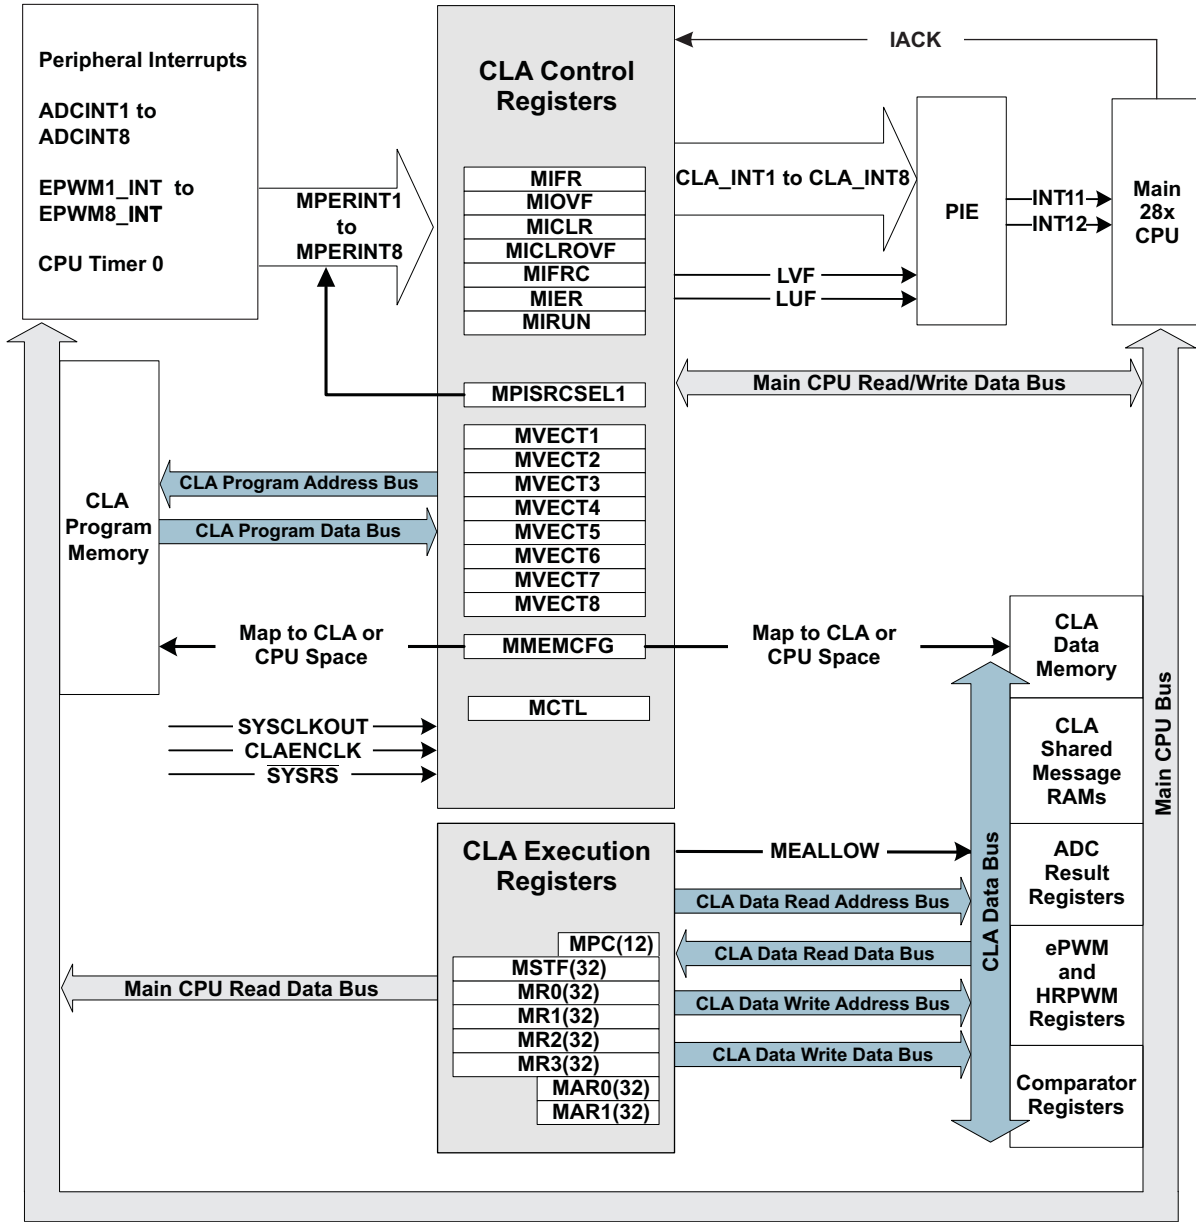 Peripheral Interrupts
ADCINT1 to
ADCINT8
EPWM1_INT to
EPWM8_INT
CPU Timer 0
MPERINT1
to
MPERINT8
CLA Control
Registers
MIFR
MIOVF
MICLR
MICLROVF
MIFRC
MIER
MIRUN
MPISRCSEL1
MVECT1
MVECT2
MVECT3
MVECT4
MVECT5
MVECT6
MVECT7
MVECT8
MMEMCFG
MCTL
IACK
CLA_INT1 to CLA_INT8
LVF
LUF
PIE
INT11
INT12
Main
28x
CPU
Main CPU Read/Write Data Bus
CLA
Program
Memory
CLA Program Address Bus
CLA Program Data Bus
Map to CLA or
CPU Space
Map to CLA or
CPU Space
SYSCLKOUT
CLAENCLK
SYSRS
CLA
Data
Memory
CLA
Shared
Message
RAMs
ADC
Result
Registers
ePWM
and
HRPWM
Registers
Comparator
Registers
Main CPU Bus
CLA Data Bus
CLA Execution
Registers
MPC(12)
MSTF(32)
MR0(32)
MR1(32)
MR2(32)
MR3(32)
MAR0(32)
MAR1(32)
MEALLOW
CLA Data Read Address Bus
CLA Data Read Data Bus
CLA Data Write Address Bus
CLA Data Write Data Bus
Main CPU Read Data Bus